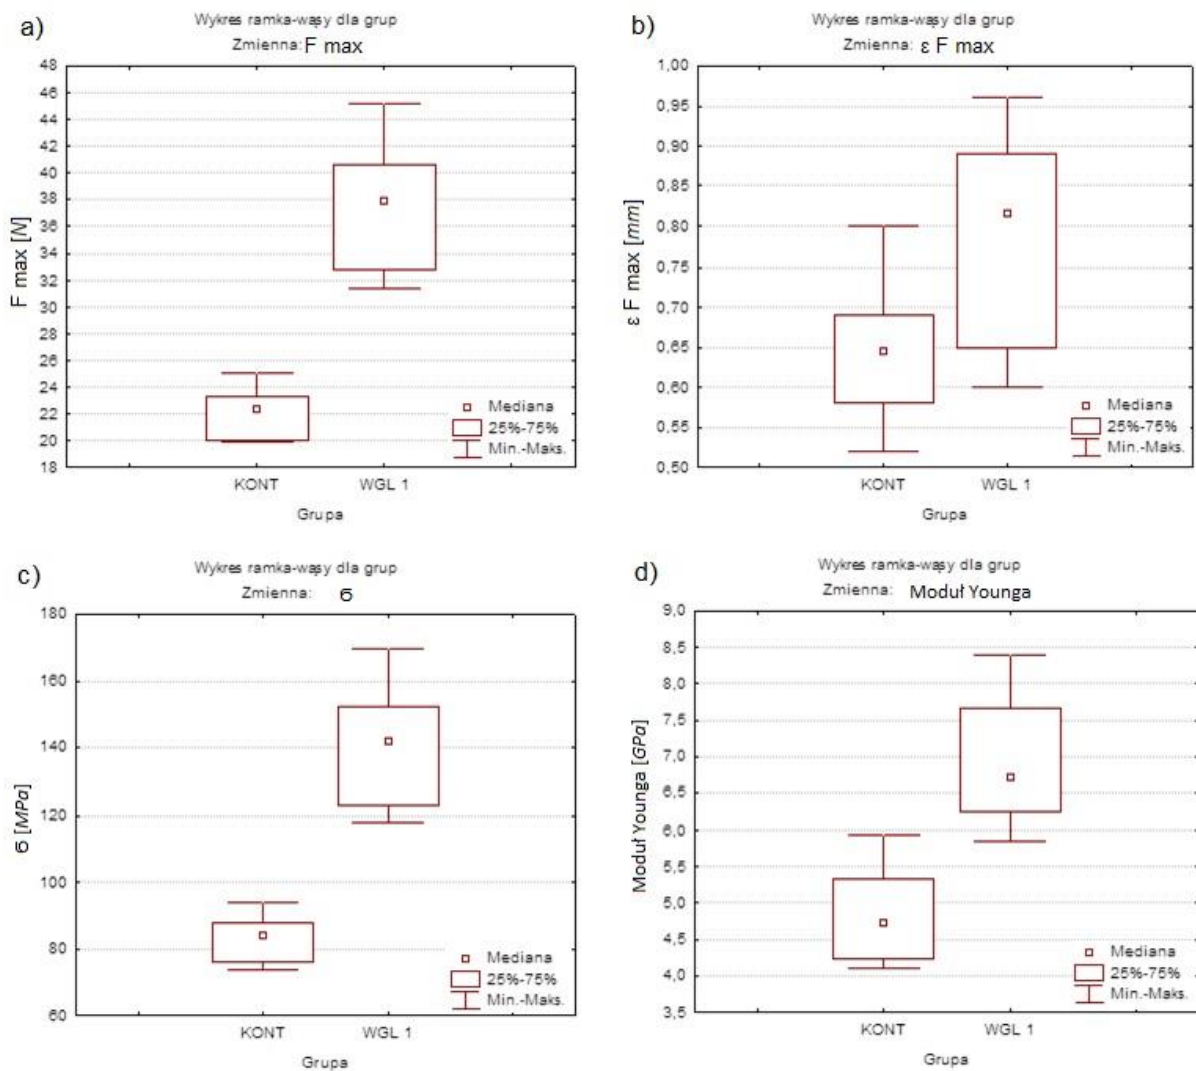 a)
Wykres ramka-wąsy dla grup
Zmienna: F max
48
46
44
42
40
38
36
34
32
30
28
26
24
22
20
18
F max [N]
Mediana
25%-75%
Min.-Maks.
KONT WGL 1
Grupa
b)
Wykres ramka-wąsy dla grup
Zmienna: ε F max
1,00
0,95
0,90
0,85
0,80
0,75
0,70
0,65
0,60
0,55
0,50
ε F max [mm]
Mediana
25%-75%
Min.-Maks.
KONT WGL 1
Grupa
c)
Wykres ramka-wąsy dla grup
Zmienna: б
180
160
140
120
100
80
60
б [MPa]
Mediana
25%-75%
Min.-Maks.
KONT WGL 1
Grupa
d)
Wykres ramka-wąsy dla grup
Zmienna: Moduł Younga
9,0
8,5
8,0
7,5
7,0
6,5
6,0
5,5
5,0
4,5
4,0
3,5
Moduł Younga [GPa]
Mediana
25%-75%
Min.-Maks.
KONT WGL 1
Grupa